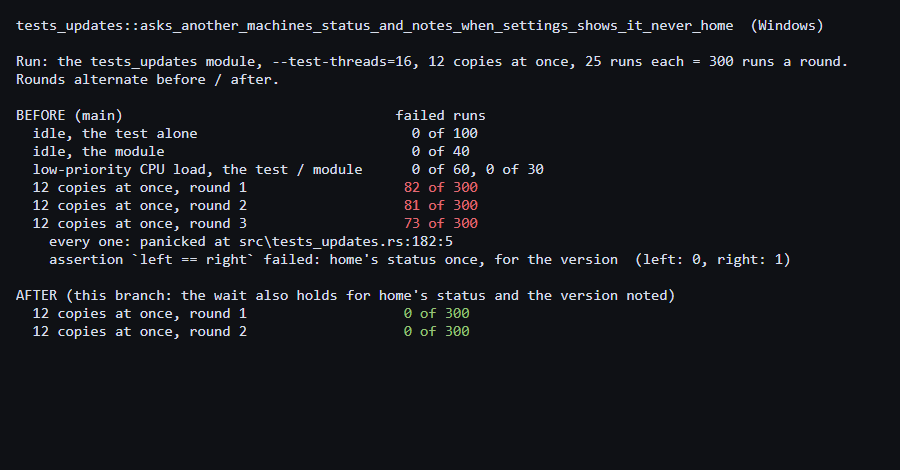 tests_updates::asks_another_machines_status_and_notes_when_settings_shows_it_never_home (Windows)
Run: the tests_updates module, --test-threads=16, 12 copies at once, 25 runs each = 300 runs a round.
Rounds alternate before / after.
BEFORE (main) failed runs
idle, the test alone 0 of 100
idle, the module 0 of 40
low-priority CPU load, the test / module 0 of 60, 0 of 30
12 copies at once, round 1 82 of 300
12 copies at once, round 2 81 of 300
12 copies at once, round 3 73 of 300
every one: panicked at src\tests_updates.rs:182:5
assertion `left == right` failed: home's status once, for the version (left: 0, right: 1)
AFTER (this branch: the wait also holds for home's status and the version noted)
12 copies at once, round 1 0 of 300
12 copies at once, round 2 0 of 300